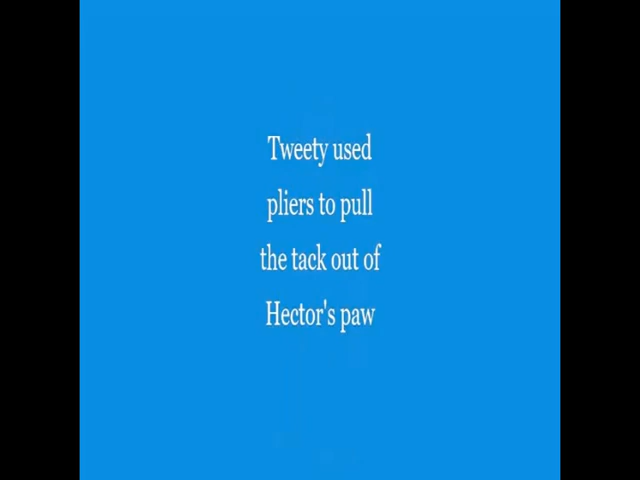 Tweety used
pliers to pull
the tack out of
Hector's paw